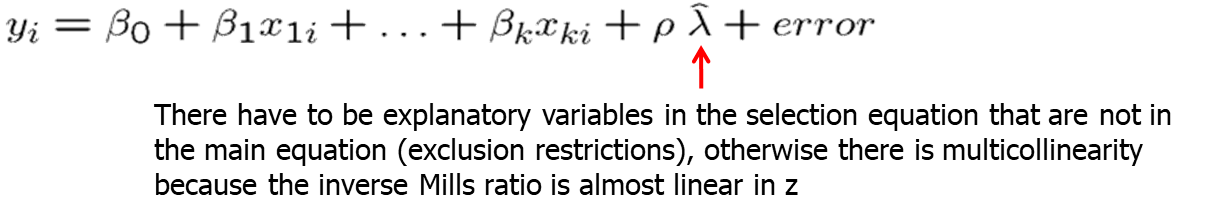 yᵢ = β₀ + β₁x₁ᵢ + … + βₖxₖᵢ + ρ λ̂ + error
There have to be explanatory variables in the selection equation that are not in
the main equation (exclusion restrictions), otherwise there is multicollinearity
because the inverse Mills ratio is almost linear in z